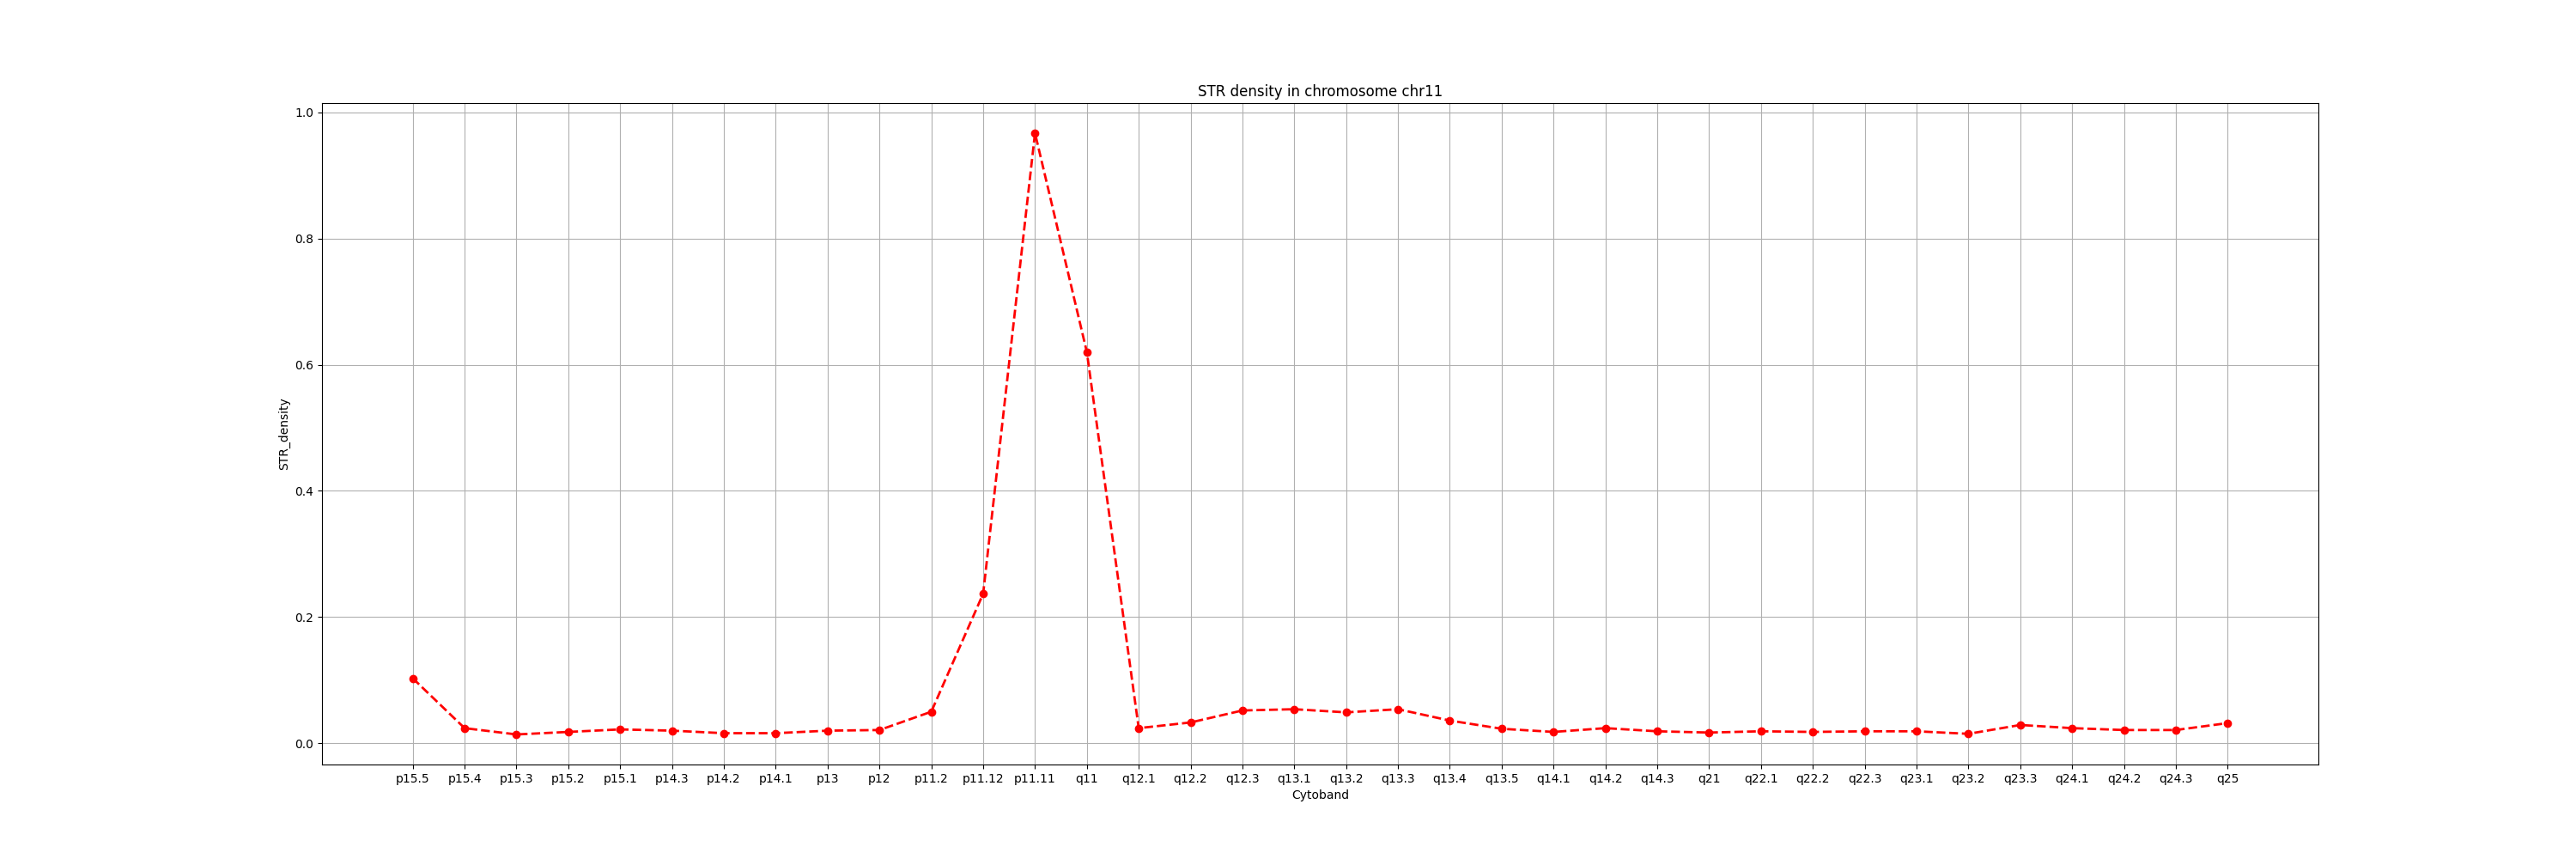 STR density in chromosome chr11
1.0
0.8
0.6
0.4
0.2
0.0
STR_density
p15.5 p15.4 p15.3 p15.2 p15.1 p14.3 p14.2 p14.1 p13 p12 p11.2 p11.12 p11.11 q11 q12.1 q12.2 q12.3 q13.1 q13.2 q13.3 q13.4 q13.5 q14.1 q14.2 q14.3 q21 q22.1 q22.2 q22.3 q23.1 q23.2 q23.3 q24.1 q24.2 q24.3 q25
Cytoband